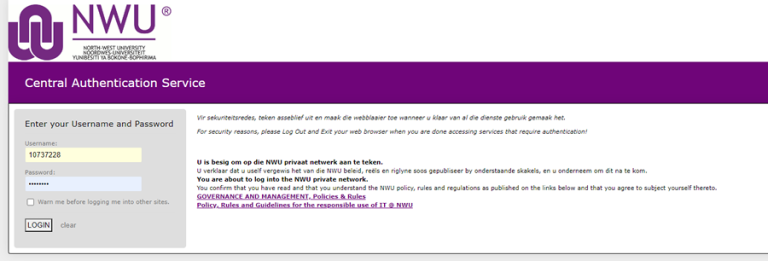 NWU®
NORTH-WEST UNIVERSITY
NOORDWES-UNIVERSITEIT
YUNIBESITI YA BOKONE-BOPHIRIMA
Central Authentication Service
Enter your Username and Password
Username:
10737228
Password:
••••••••
Warn me before logging me into other sites.
LOGIN clear
Vir sekuriteitsredes, teken asseblief uit en maak die webblaaier toe wanneer u klaar van al die dienste gebruik gemaak het.
For security reasons, please Log Out and Exit your web browser when you are done accessing services that require authentication!
U is besig om op die NWU privaat netwerk aan te teken.
U verklaar dat u uself vergewis het van die NWU beleid, reëls en riglyne soos gepubliseer by onderstaande skakels, en u onderneem om dit na te kom.
You are about to log into the NWU private network.
You confirm that you have read and that you understand the NWU policy, rules and regulations as published on the links below and that you agree to subject yourself thereto.
GOVERNANCE AND MANAGEMENT, Policies & Rules
Policy, Rules and Guidelines for the responsible use of IT @ NWU